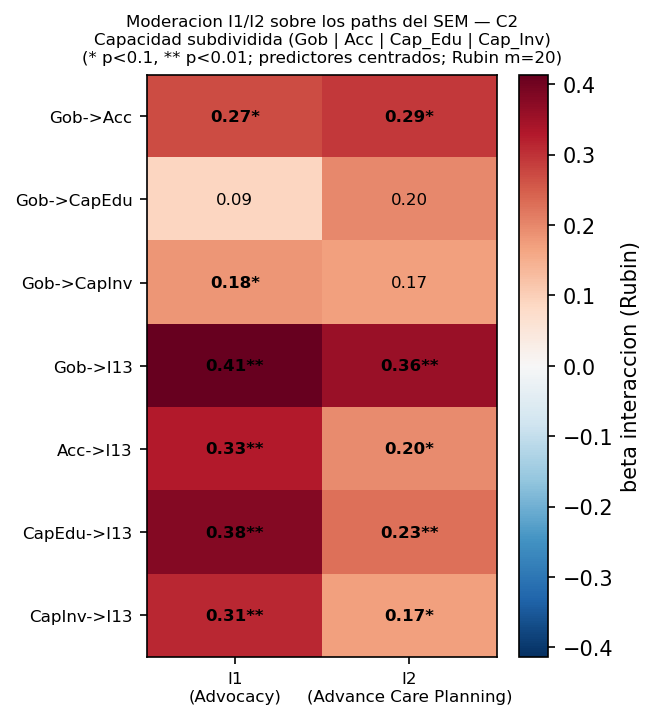 Moderacion I1/I2 sobre los paths del SEM — C2
Capacidad subdividida (Gob | Acc | Cap_Edu | Cap_Inv)
(* p<0.1, ** p<0.01; predictores centrados; Rubin m=20)
Gob->Acc 0.27* 0.29*
Gob->CapEdu 0.09 0.20
Gob->CapInv 0.18* 0.17
Gob->I13 0.41** 0.36**
Acc->I13 0.33** 0.20*
CapEdu->I13 0.38** 0.23**
CapInv->I13 0.31** 0.17*
I1 I2
(Advocacy) (Advance Care Planning)
0.4
0.3
0.2
0.1
0.0
−0.1
−0.2
−0.3
−0.4
beta interaccion (Rubin)